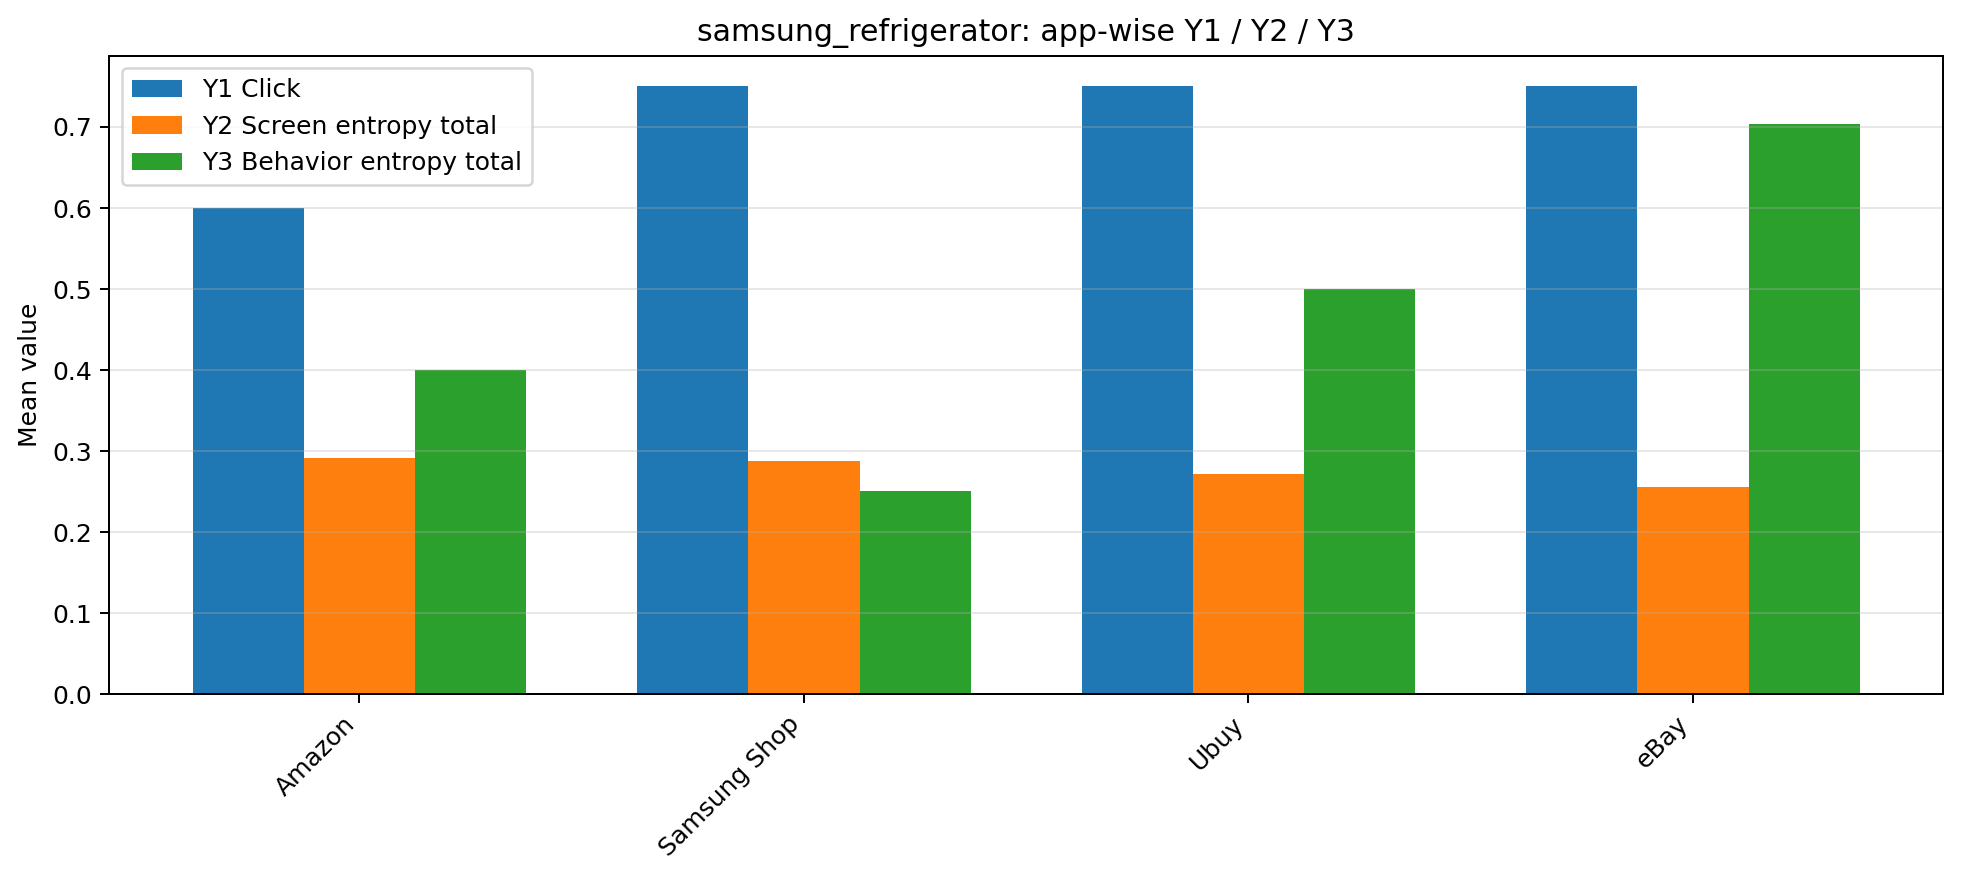 samsung_refrigerator: app-wise Y1 / Y2 / Y3
Y1 Click
Y2 Screen entropy total
Y3 Behavior entropy total
Mean value
0.7
0.6
0.5
0.4
0.3
0.2
0.1
0.0
Amazon
Samsung Shop
Ubuy
eBay